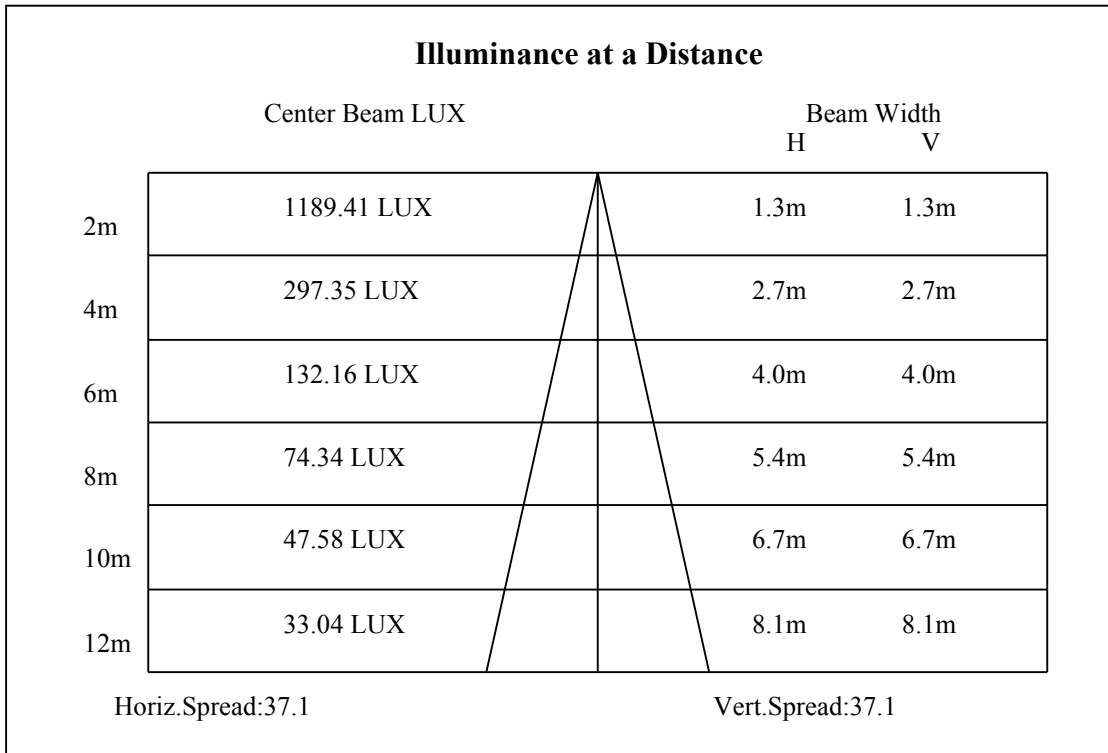 Illuminance at a Distance
Center Beam LUX Beam Width
H V
2m 1189.41 LUX 1.3m 1.3m
4m 297.35 LUX 2.7m 2.7m
6m 132.16 LUX 4.0m 4.0m
8m 74.34 LUX 5.4m 5.4m
10m 47.58 LUX 6.7m 6.7m
12m 33.04 LUX 8.1m 8.1m
Horiz.Spread:37.1 Vert.Spread:37.1